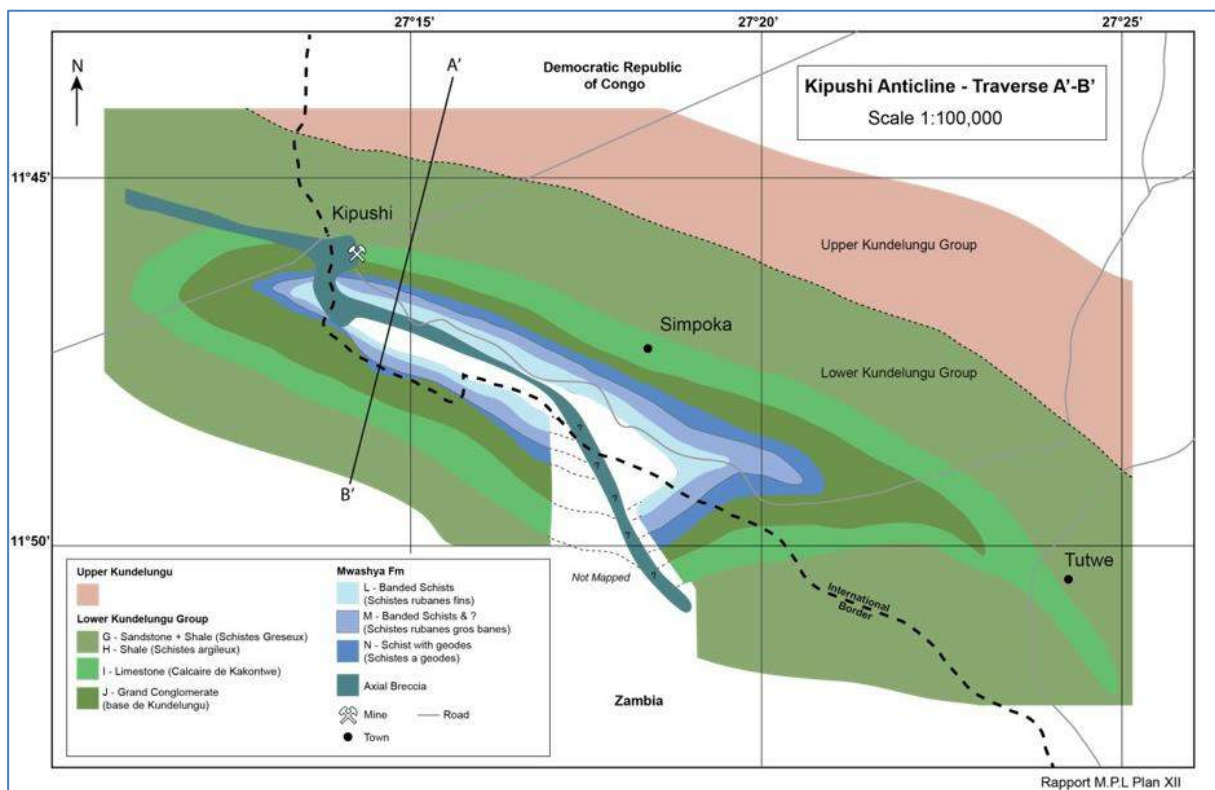 27°15'
27°20'
27°25'
N
A'
Democratic Republic
of Congo
Kipushi Anticline - Traverse A'-B'
Scale 1:100,000
11°45'
Kipushi
Upper Kundelungu Group
Simpoka
Lower Kundelungu Group
B'
?
?
?
?
?
11°50'
Not Mapped
Tutwe
International
Border
Zambia
Upper Kundelungu
Lower Kundelungu Group
G - Sandstone + Shale (Schistes Greseux)
H - Shale (Schistes argileux)
I - Limestone (Calcaire de Kakontwe)
J - Grand Conglomerate
(base de Kundelungu)
Mwashya Fm
L - Banded Schists
(Schistes rubanes fins)
M - Banded Schists & ?
(Schistes rubanes gros banes)
N - Schist with geodes
(Schistes a geodes)
Axial Breccia
Mine
Road
Town
Rapport M.P.L Plan XII